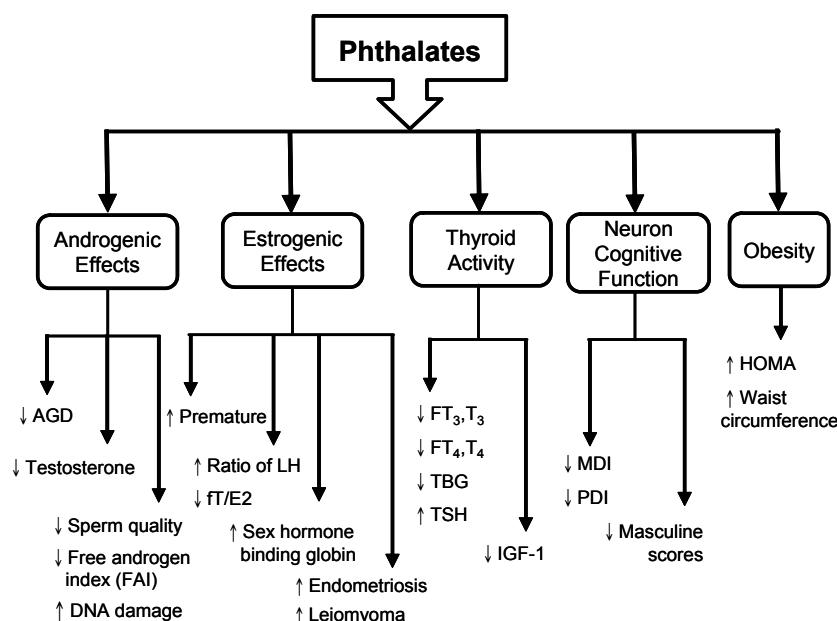 Phthalates
Androgenic
Effects
Estrogenic
Effects
Thyroid
Activity
Neuron
Cognitive
Function
Obesity
↓ AGD
↓ Testosterone
↓ Sperm quality
↓ Free androgen
index (FAI)
↑ DNA damage
↑ Premature
↑ Ratio of LH
↓ fT/E2
↑ Sex hormone
binding globin
↑ Endometriosis
↑ Leiomyoma
↓ FT₃,T₃
↓ FT₄,T₄
↓ TBG
↑ TSH
↓ IGF-1
↓ MDI
↓ PDI
↓ Masculine
scores
↑ HOMA
↑ Waist
circumference